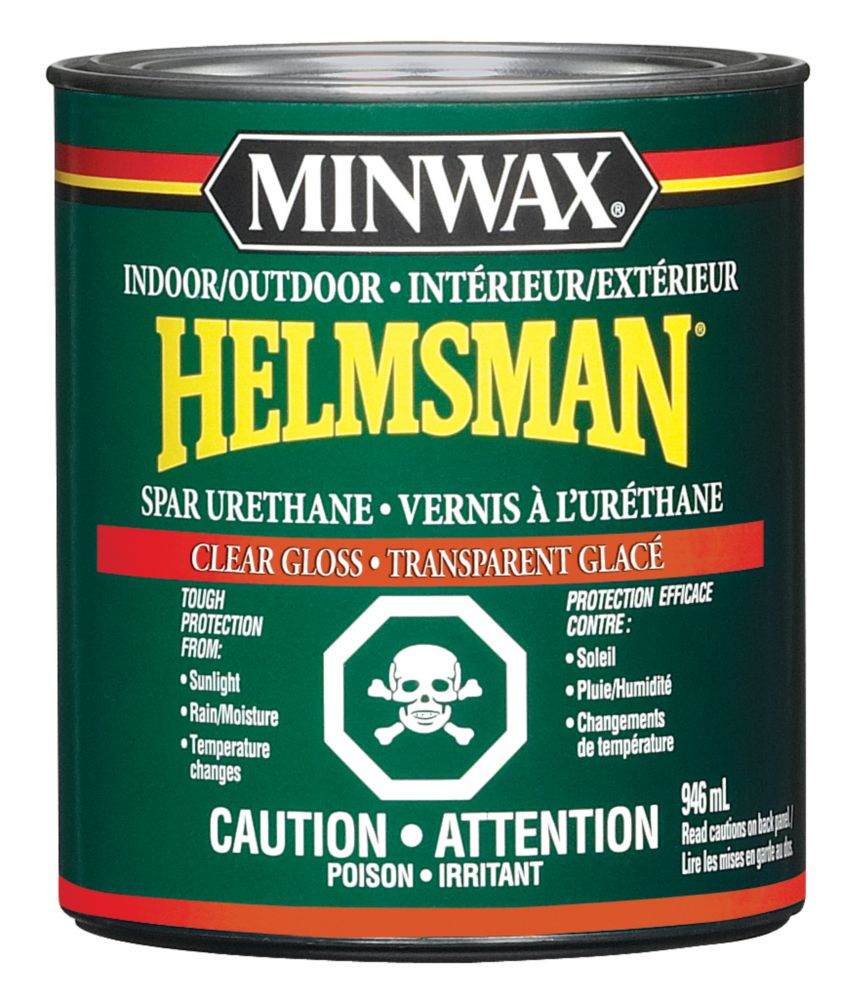 MINWAX®
INDOOR/OUTDOOR • INTÉRIEUR/EXTÉRIEUR
HELMSMAN®
SPAR URETHANE • VERNIS À L'URÉTHANE
CLEAR GLOSS • TRANSPARENT GLACÉ
TOUGH
PROTECTION
FROM:
• Sunlight
• Rain/Moisture
• Temperature
changes
PROTECTION EFFICACE
CONTRE :
• Soleil
• Pluie/Humidité
• Changements
de température
CAUTION • ATTENTION
POISON • IRRITANT
946 mL
Read cautions on back panel. /
Lire les mises en garde au dos.